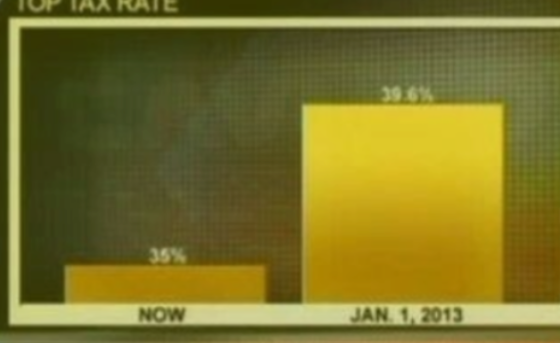 TOP TAX RATE
39.6%
35%
NOW JAN. 1, 2013